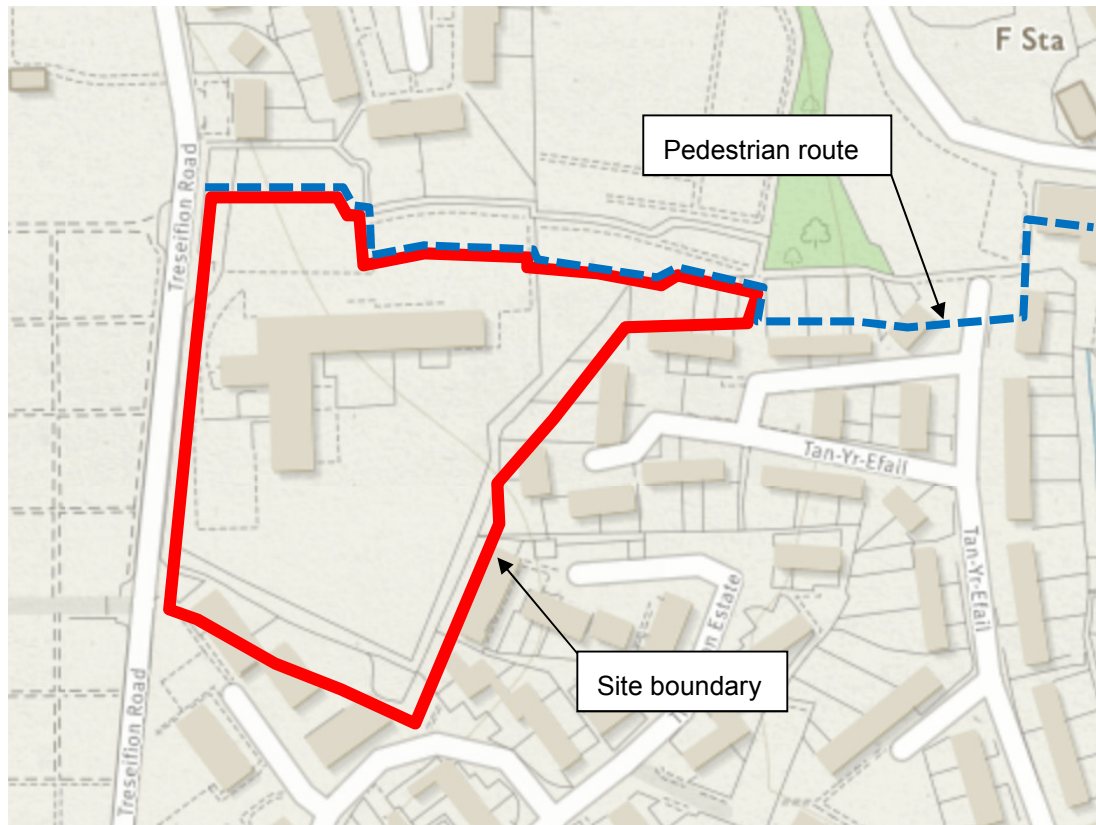 F Sta
Pedestrian route
Treseifion Road
Tan-Yr-Efail
Tan-Yr-Efail
Estate
Site boundary
Treseifion Road